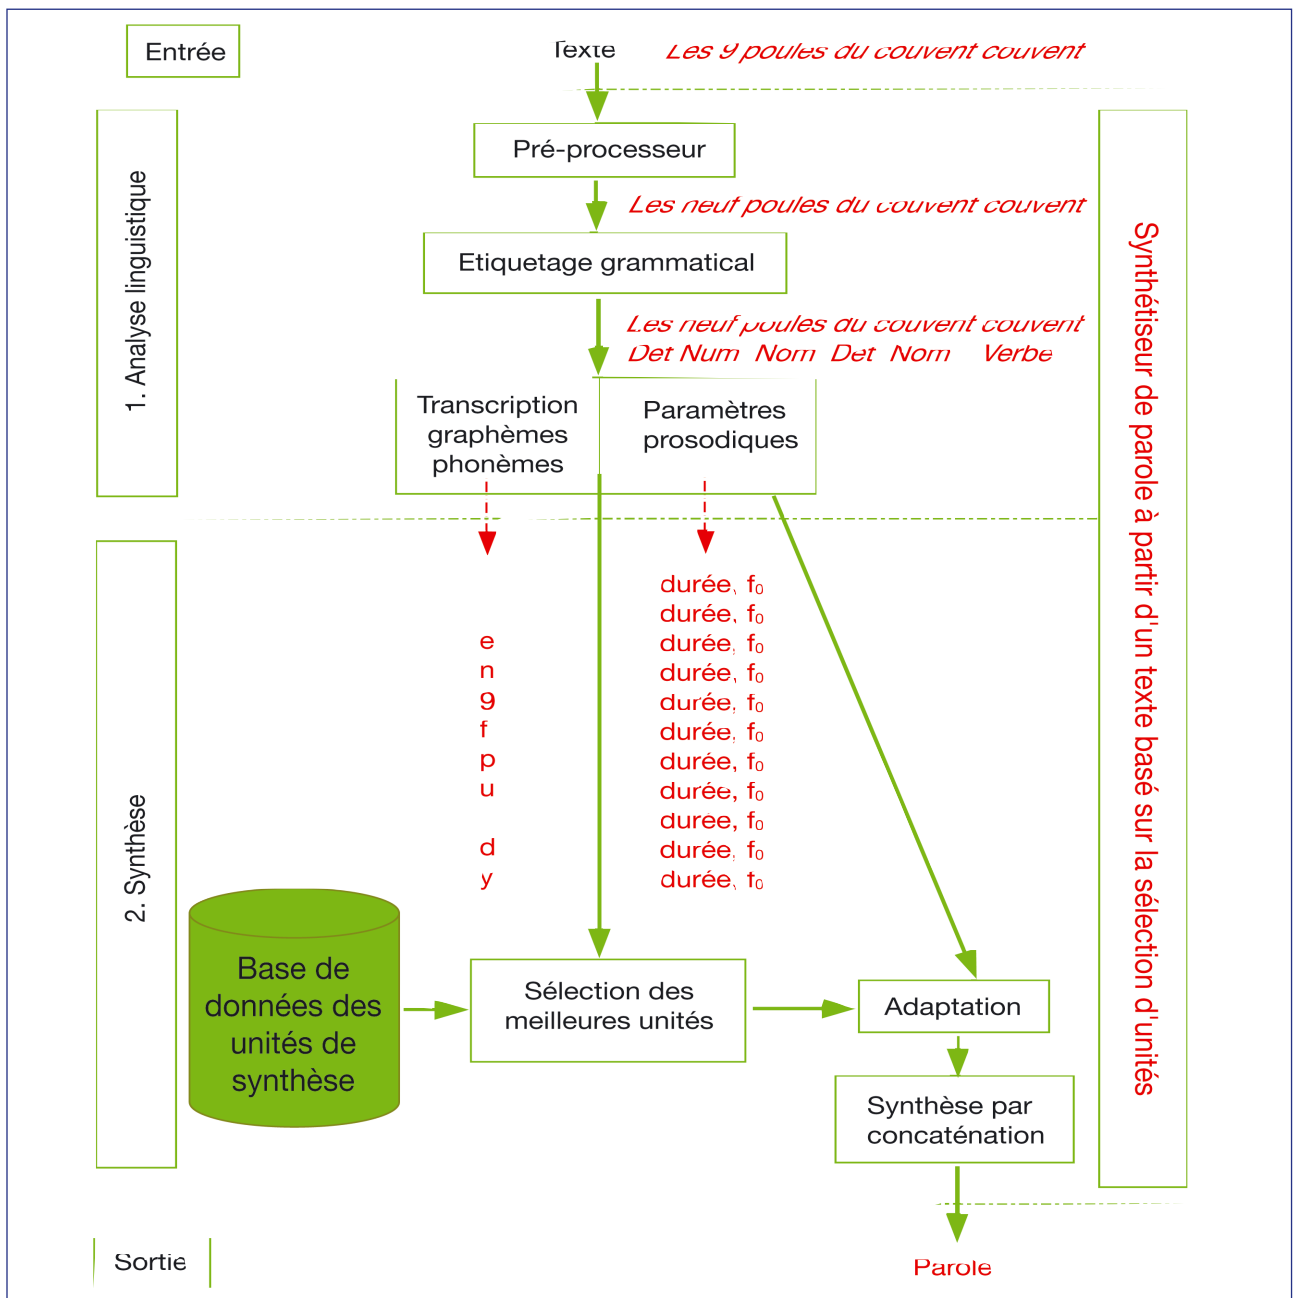 Entrée
Texte
Les 9 poules du couvent couvent
Pré-processeur
Les neuf poules du couvent couvent
Etiquetage grammatical
Les neuf poules du couvent couvent
Det Num Nom Det Nom Verbe
1. Analyse linguistique
Transcription
graphèmes
phonèmes
Paramètres
prosodiques
durée, f0
durée, f0
e durée, f0
n durée, f0
9 durée, f0
f durée, f0
p durée, f0
u durée, f0
durée, f0
d durée, f0
y durée, f0
2. Synthèse
Base de
données des
unités de
synthèse
Sélection des
meilleures unités
Adaptation
Synthèse par
concaténation
Synthétiseur de parole à partir d'un texte basé sur la sélection d'unités
Sortie
Parole